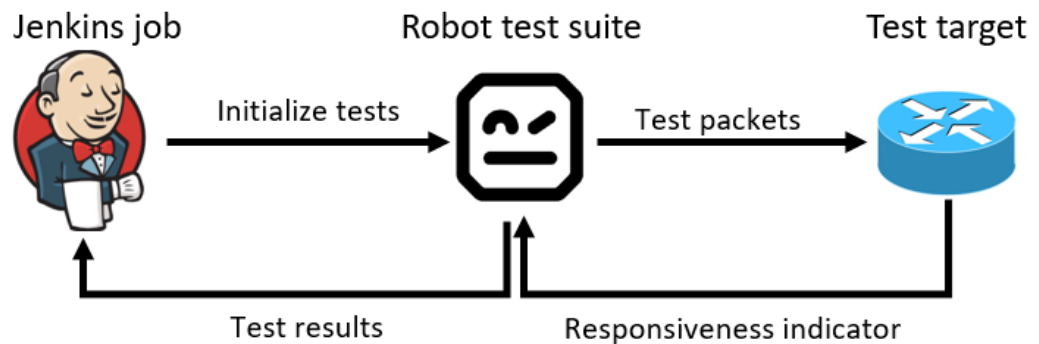 Jenkins job
Robot test suite
Test target
Initialize tests
Test packets
Test results
Responsiveness indicator